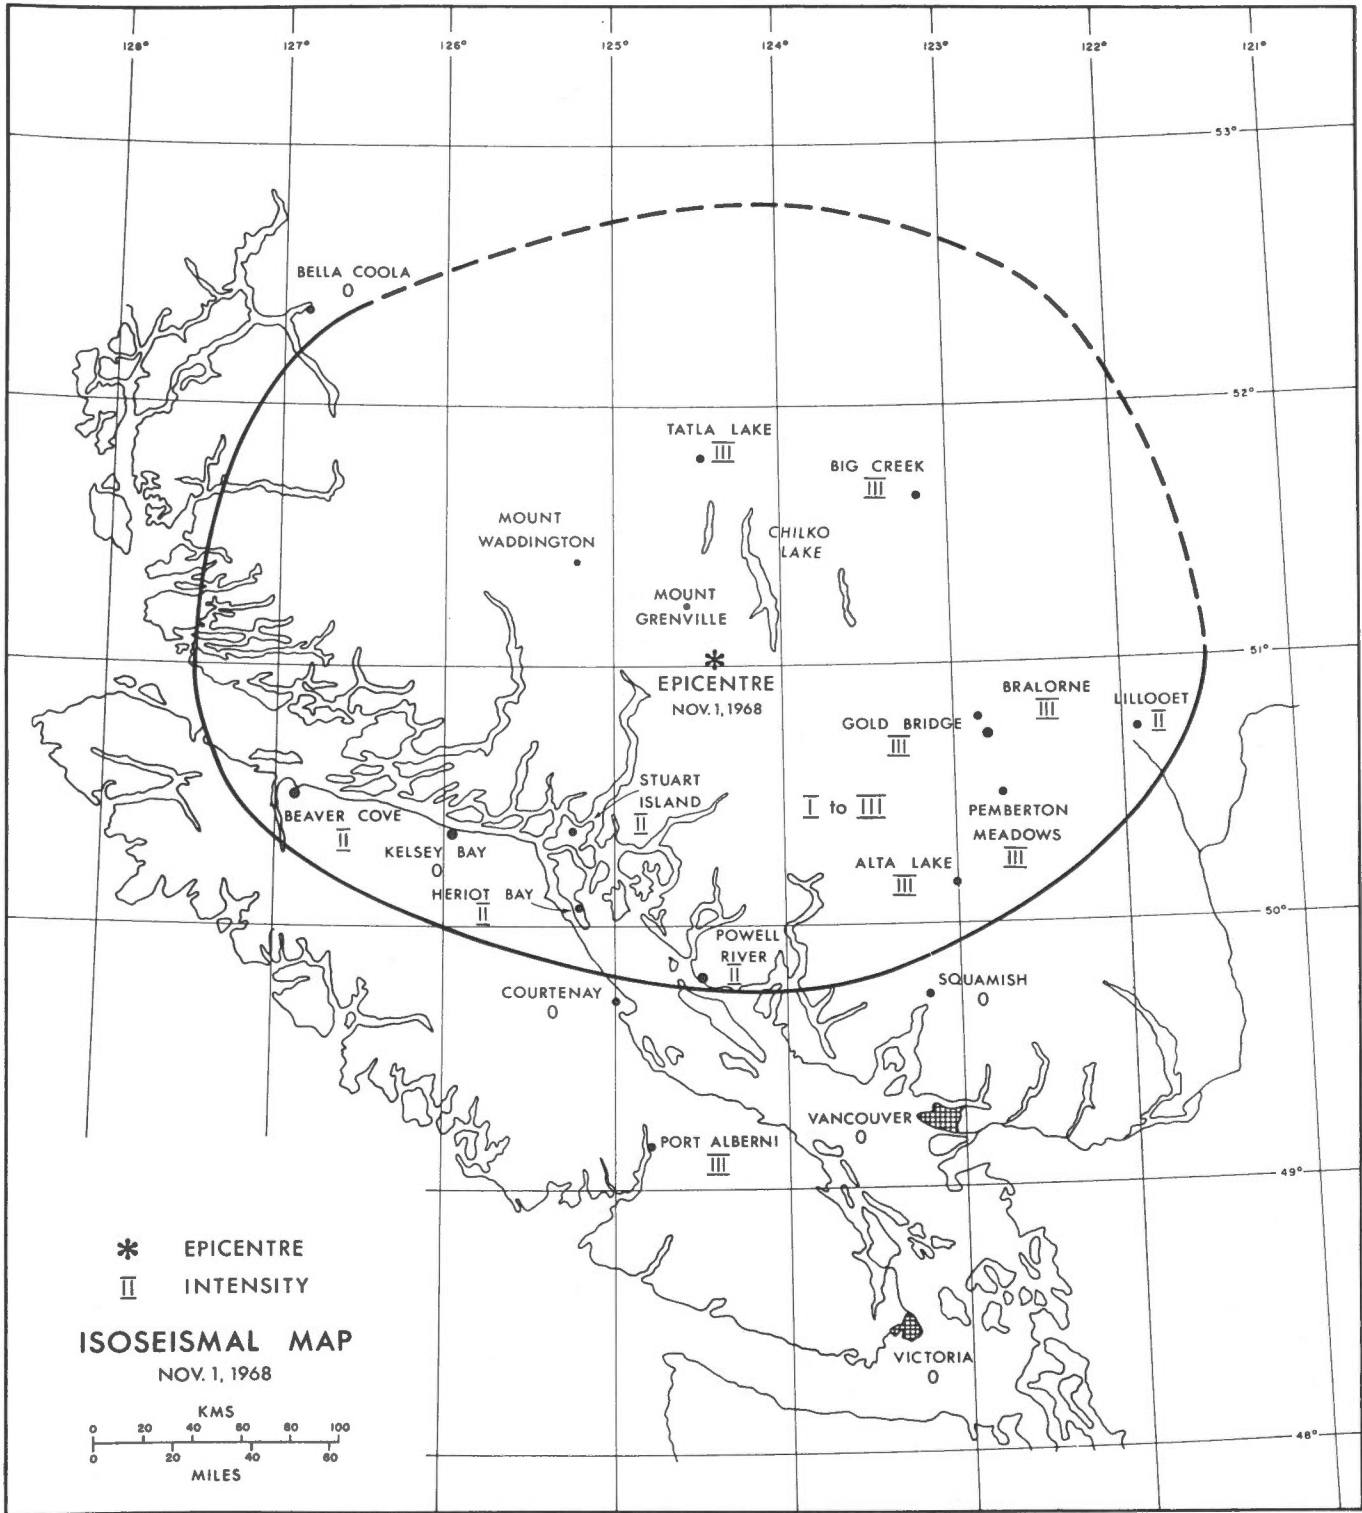 128° 127° 126° 125° 124° 123° 122° 121°
53°
BELLA COOLA
0
52°
TATLA LAKE
III
BIG CREEK
III
MOUNT
WADDINGTON
CHILKO
LAKE
MOUNT
GRENVILLE
51°
EPICENTRE
NOV. 1, 1968
BRALORNE
III
LILLOOET
II
GOLD BRIDGE
III
STUART
ISLAND
II
I to III
BEAVER COVE
II
PEMBERTON
MEADOWS
III
KELSEY BAY
0
ALTA LAKE
III
HERIOT BAY
II
50°
POWELL
RIVER
II
COURTENAY
0
SQUAMISH
0
VANCOUVER
0
PORT ALBERNI
III
49°
* EPICENTRE
II INTENSITY
ISOSEISMAL MAP
NOV. 1, 1968
VICTORIA
0
KMS
0 20 40 60 80 100
0 20 40 60
MILES
48°